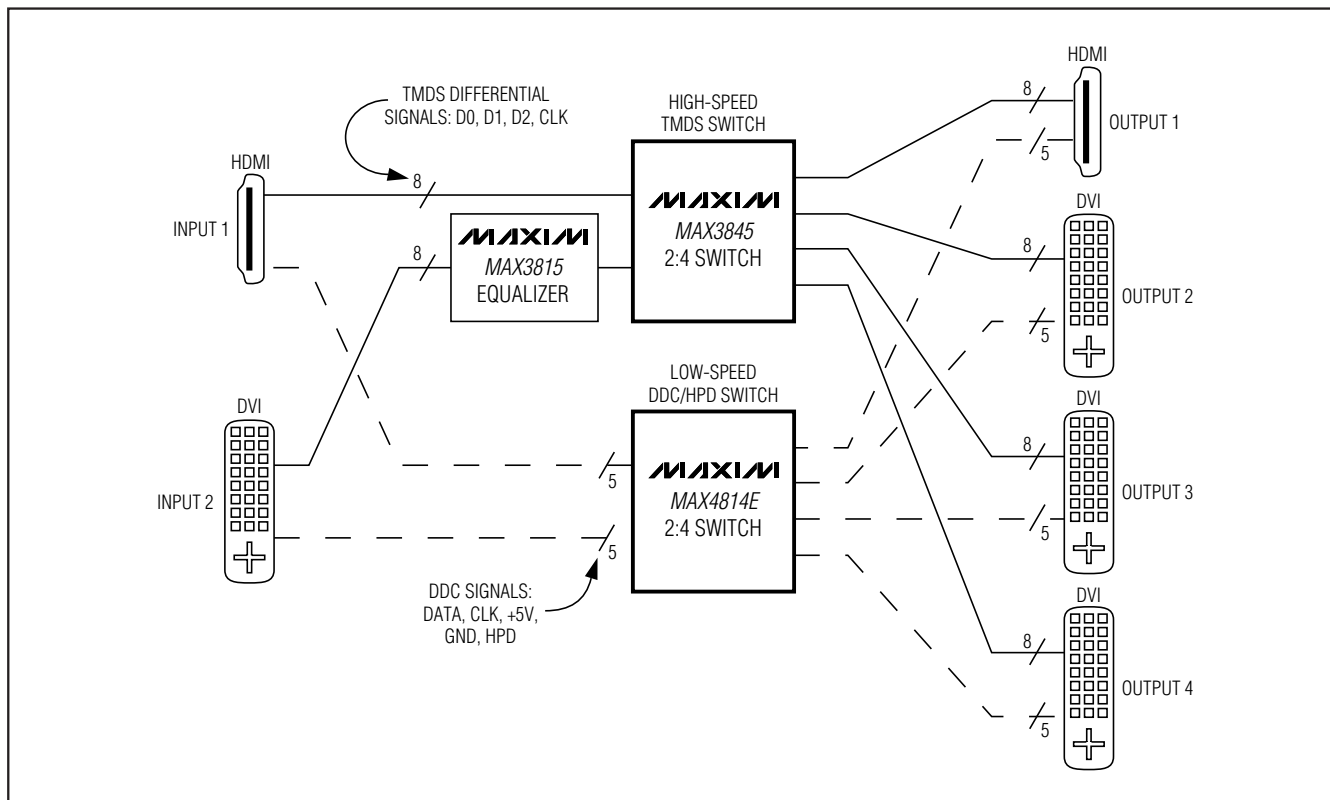 TMDS DIFFERENTIAL
SIGNALS: D0, D1, D2, CLK
HDMI
INPUT 1
8
8
MAXIM
MAX3815
EQUALIZER
HIGH-SPEED
TMDS SWITCH
MAXIM
MAX3845
2:4 SWITCH
HDMI
8
5
OUTPUT 1
DVI
8
5
OUTPUT 2
DVI
INPUT 2
5
5
DDC SIGNALS:
DATA, CLK, +5V,
GND, HPD
LOW-SPEED
DDC/HPD SWITCH
MAXIM
MAX4814E
2:4 SWITCH
DVI
8
5
OUTPUT 3
DVI
8
5
OUTPUT 4